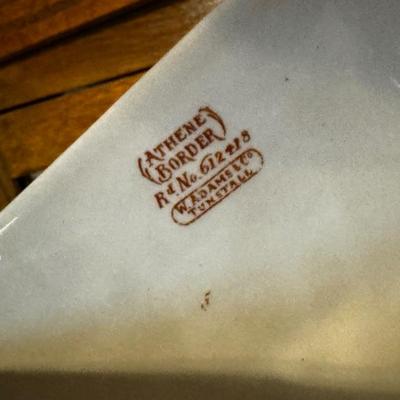 ATHENE
BORDER
Rd. No. 612418
W. ADAMS & Co
TUNSTALL